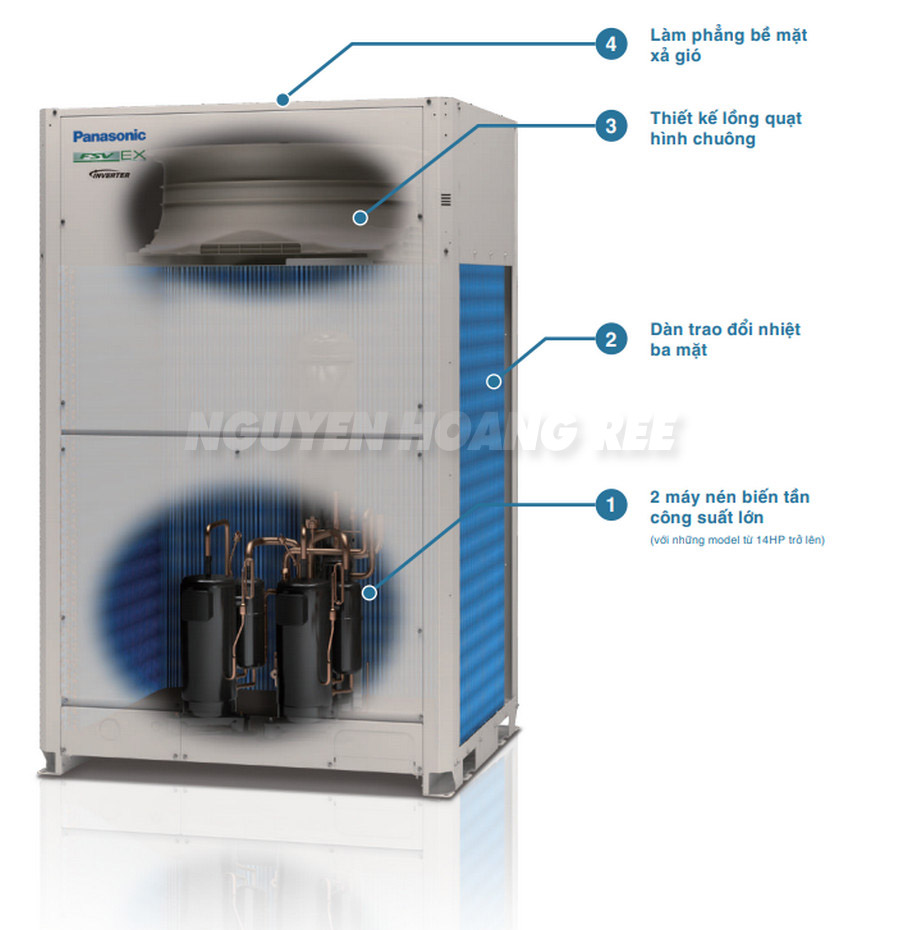 4
Làm phẳng bề mặt
xả gió
Panasonic
FSV EX
INVERTER
3
Thiết kế lồng quạt
hình chuông
2
Dàn trao đổi nhiệt
ba mặt
NGUYEN HOANG REE
1
2 máy nén biến tần
công suất lớn
(với những model từ 14HP trở lên)